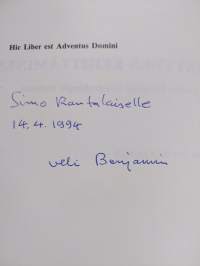 Hic Liber est Adventus Domini
Simo Rantalaiselle
14.4.1994
veli Benjamin